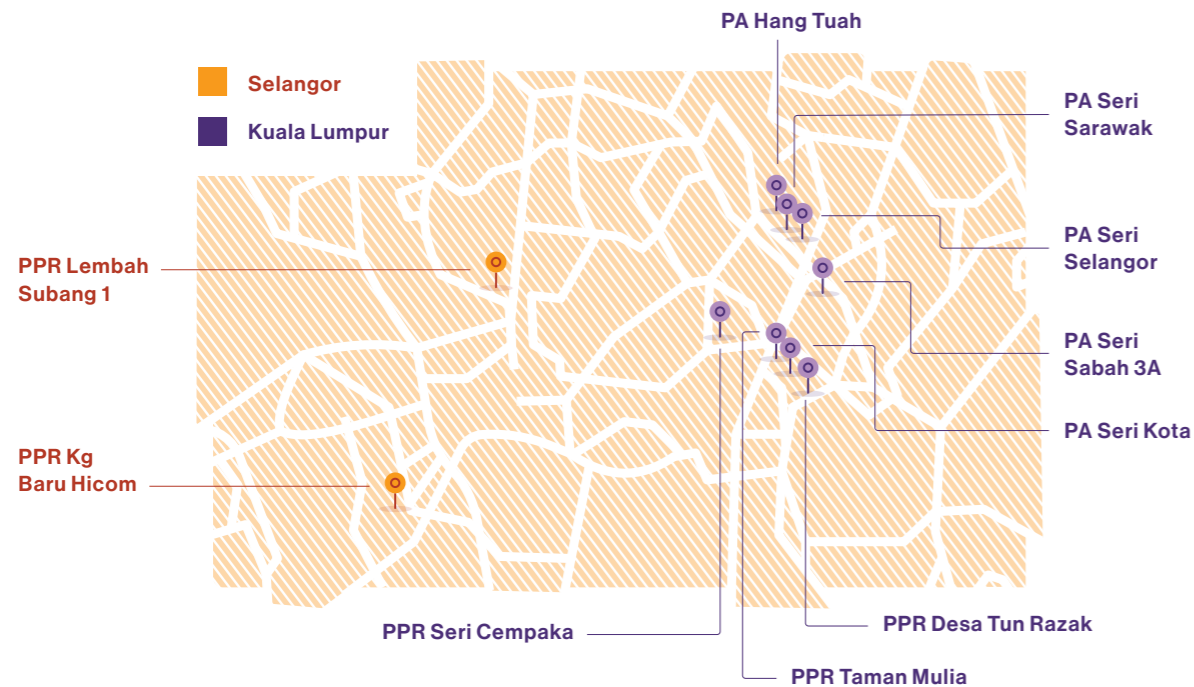 PA Hang Tuah
Selangor
Kuala Lumpur
PA Seri
Sarawak
PA Seri
Selangor
PPR Lembah
Subang 1
PA Seri
Sabah 3A
PA Seri Kota
PPR Kg
Baru Hicom
PPR Seri Cempaka
PPR Desa Tun Razak
PPR Taman Mulia